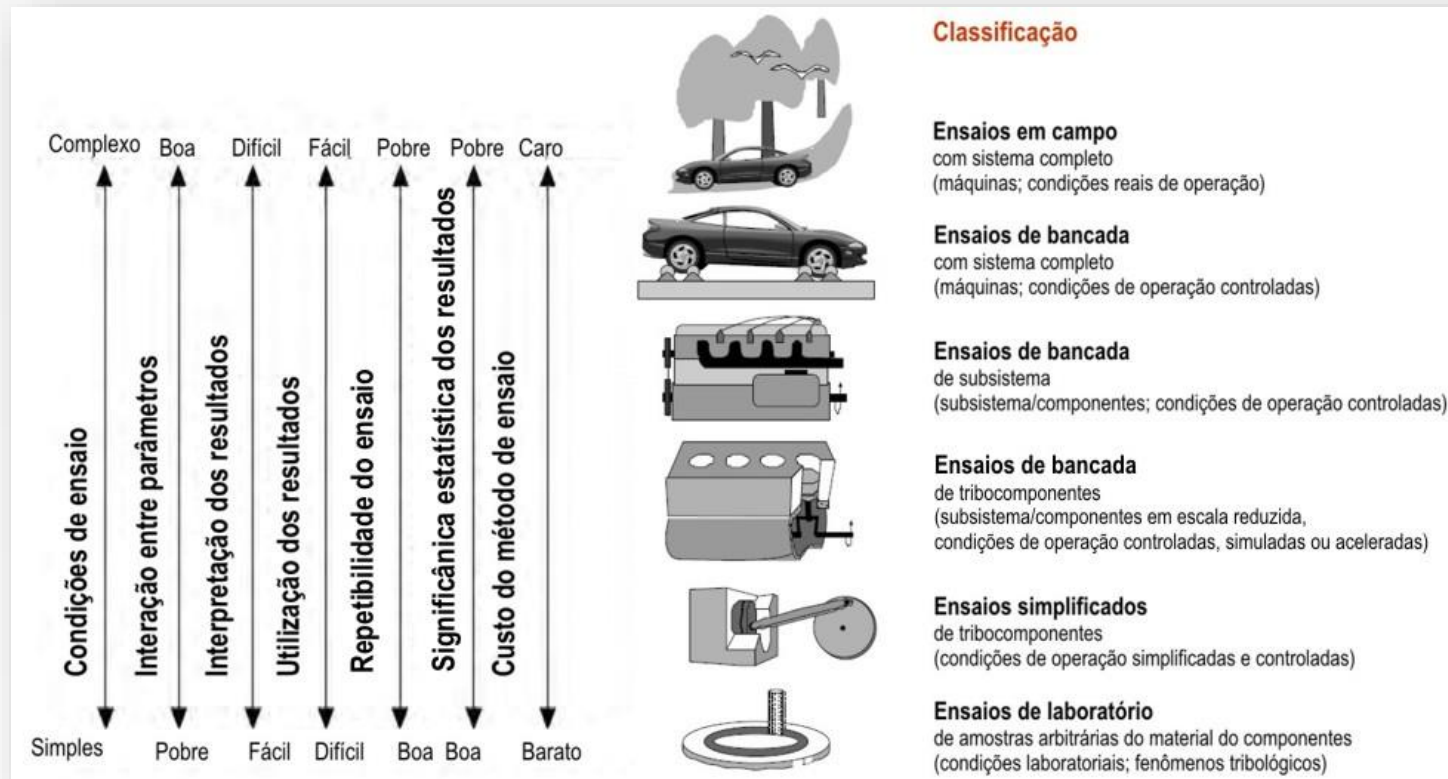 Classificação
Complexo Boa Difícil Fácil Pobre Pobre Caro
Condições de ensaio
Interação entre parâmetros
Interpretação dos resultados
Utilização dos resultados
Repetibilidade do ensaio
Significânica estatística dos resultados
Custo do método de ensaio
Simples Pobre Fácil Difícil Boa Boa Barato
Ensaios em campo
com sistema completo
(máquinas; condições reais de operação)
Ensaios de bancada
com sistema completo
(máquinas; condições de operação controladas)
Ensaios de bancada
de subsistema
(subsistema/componentes; condições de operação controladas)
Ensaios de bancada
de tribocomponentes
(subsistema/componentes em escala reduzida,
condições de operação controladas, simuladas ou aceleradas)
Ensaios simplificados
de tribocomponentes
(condições de operação simplificadas e controladas)
Ensaios de laboratório
de amostras arbitrárias do material do componentes
(condições laboratoriais; fenômenos tribológicos)